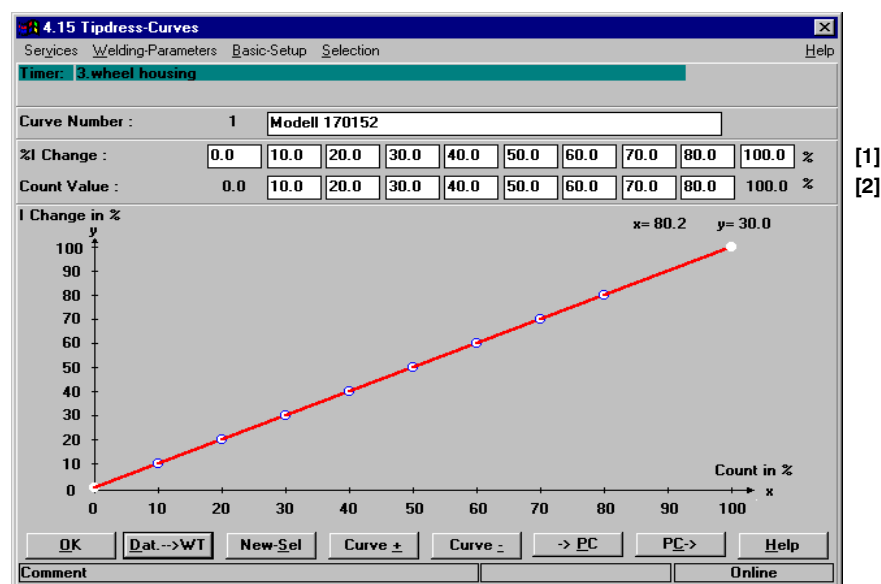 4.15 Tipdress-Curves
Services Welding-Parameters Basic-Setup Selection Help
Timer: 3.wheel housing
Curve Number : 1 Modell 170152
%I Change : 0.0 10.0 20.0 30.0 40.0 50.0 60.0 70.0 80.0 100.0 % [1]
Count Value : 0.0 10.0 20.0 30.0 40.0 50.0 60.0 70.0 80.0 100.0 % [2]
I Change in %
y
x= 80.2 y= 30.0
100
90
80
70
60
50
40
30
20
10
0
Count in %
x
0 10 20 30 40 50 60 70 80 90 100
OK Dat.-->WT New-Sel Curve + Curve - -> PC PC-> Help
Comment Online